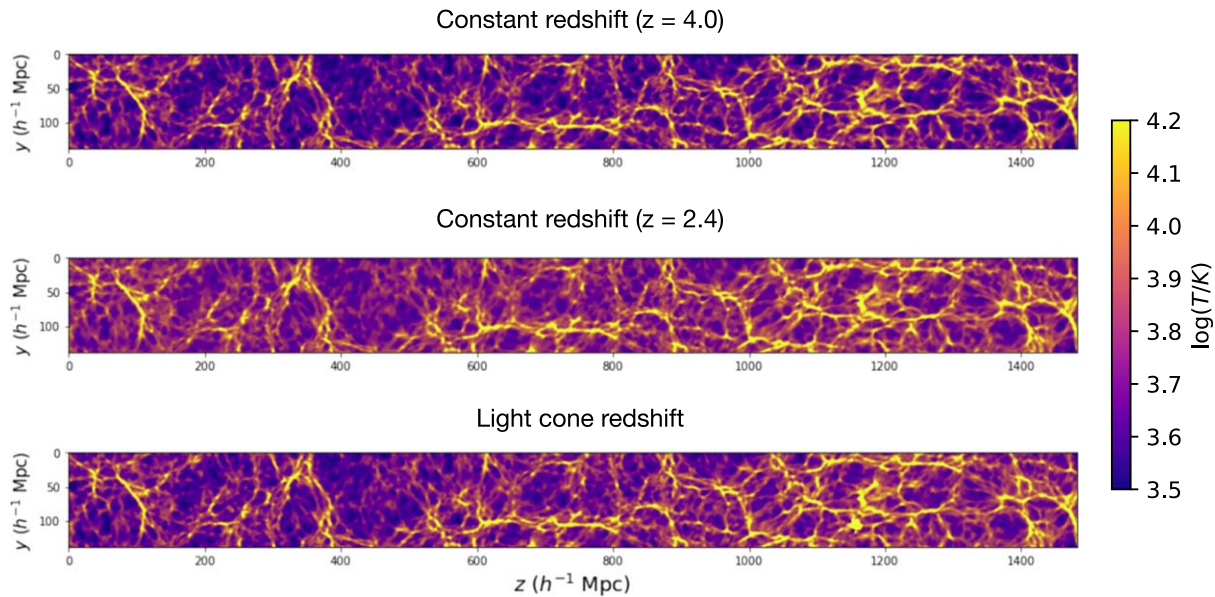 Constant redshift (z = 4.0)
0
50
100
y (h⁻¹ Mpc)
0 200 400 600 800 1000 1200 1400
Constant redshift (z = 2.4)
0
50
100
y (h⁻¹ Mpc)
0 200 400 600 800 1000 1200 1400
Light cone redshift
0
50
100
y (h⁻¹ Mpc)
0 200 400 600 800 1000 1200 1400
z (h⁻¹ Mpc)
4.2
4.1
4.0
3.9
3.8
3.7
3.6
3.5
log(T/K)